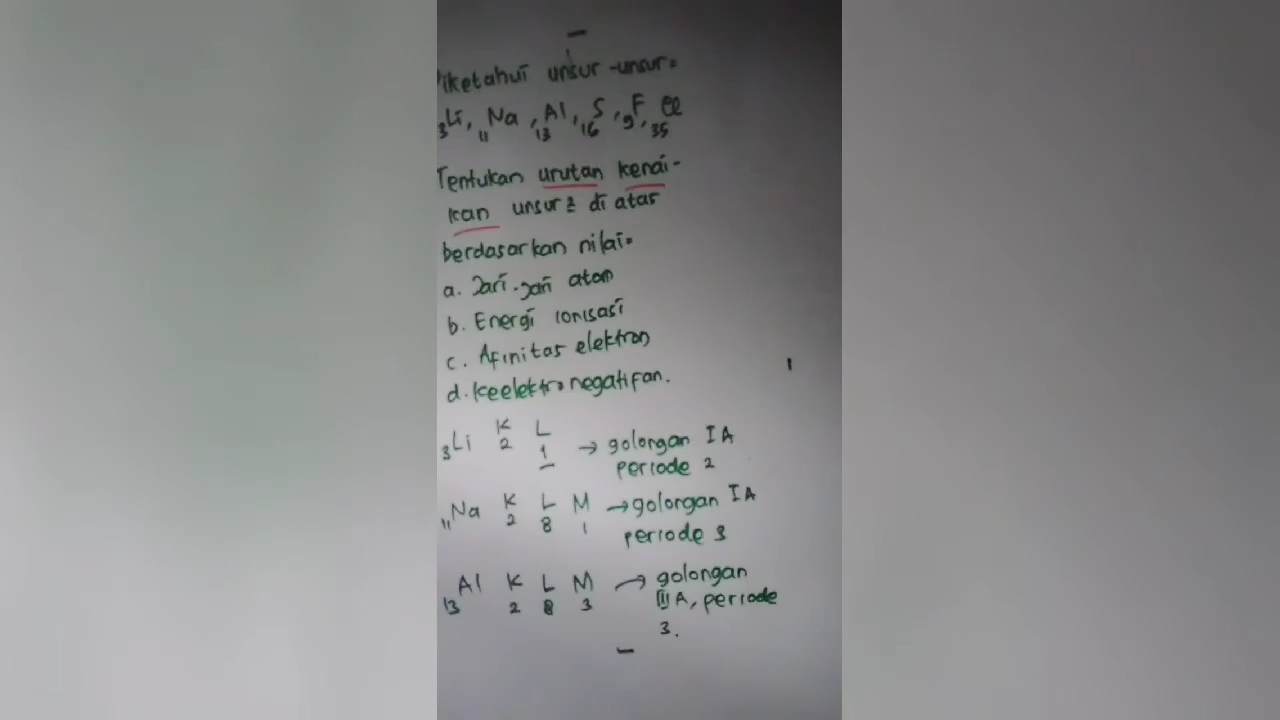 Diketahui unsur-unsur:
3Li, 11Na, 13Al, 16S, 9F, 35Cl
Tentukan urutan kenai-
kan unsur2 di atas
berdasarkan nilai:
a. Jari-jari atom
b. Energi ionisasi
c. Afinitas elektron
d. Keelektronegatifan.
3Li K L → golongan IA
2 1 periode 2
11Na K L M → golongan IA
2 8 1 periode 3
13Al K L M → golongan
2 8 3 IIIA, periode
3.